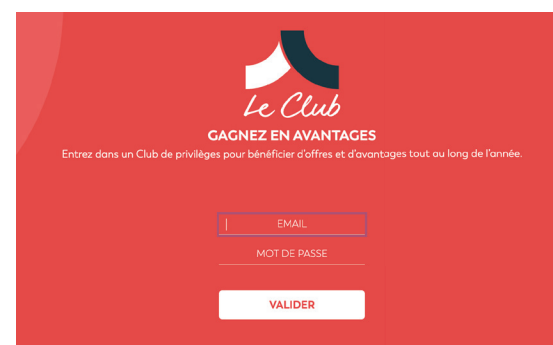 Le Club
GAGNEZ EN AVANTAGES
Entrez dans un Club de privilèges pour bénéficier d'offres et d'avantages tout au long de l'année.
EMAIL
MOT DE PASSE
VALIDER